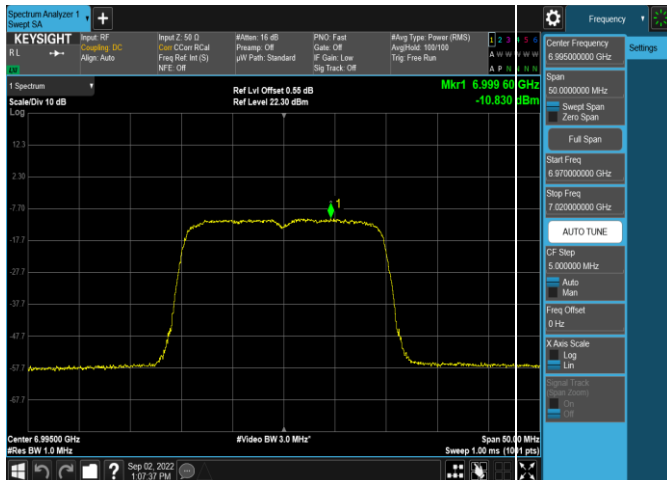 Spectrum Analyzer 1
Swept SA
+
Frequency
KEYSIGHT
RL
Input: RF
Coupling: DC
Align: Auto
Input Z: 50 Ω
Corr CCorr RCal
Freq Ref: Int (S)
NFE: Off
#Atten: 16 dB
Preamp: Off
µW Path: Standard
PNO: Fast
Gate: Off
IF Gain: Low
Sig Track: Off
#Avg Type: Power (RMS)
Avg|Hold: 100/100
Trig: Free Run
1 2 3 4 5 6
A W W W W W
A P N N N N
1 Spectrum
Scale/Div 10 dB
Log
Ref Lvl Offset 0.55 dB
Ref Level 22.30 dBm
Mkr1 6.999 60 GHz
-10.830 dBm
12.3
2.30
-7.70
-17.7
-27.7
-37.7
-47.7
-57.7
-67.7
1
Center 6.99500 GHz
#Res BW 1.0 MHz
#Video BW 3.0 MHz*
Span 50.00 MHz
Sweep 1.00 ms (1001 pts)
Sep 02, 2022
1:07:37 PM
?
Settings
Center Frequency
6.995000000 GHz
Span
50.0000000 MHz
Swept Span
Zero Span
Full Span
Start Freq
6.970000000 GHz
Stop Freq
7.020000000 GHz
AUTO TUNE
CF Step
5.000000 MHz
Auto
Man
Freq Offset
0 Hz
X Axis Scale
Log
Lin
Signal Track
(Span Zoom)
On
Off